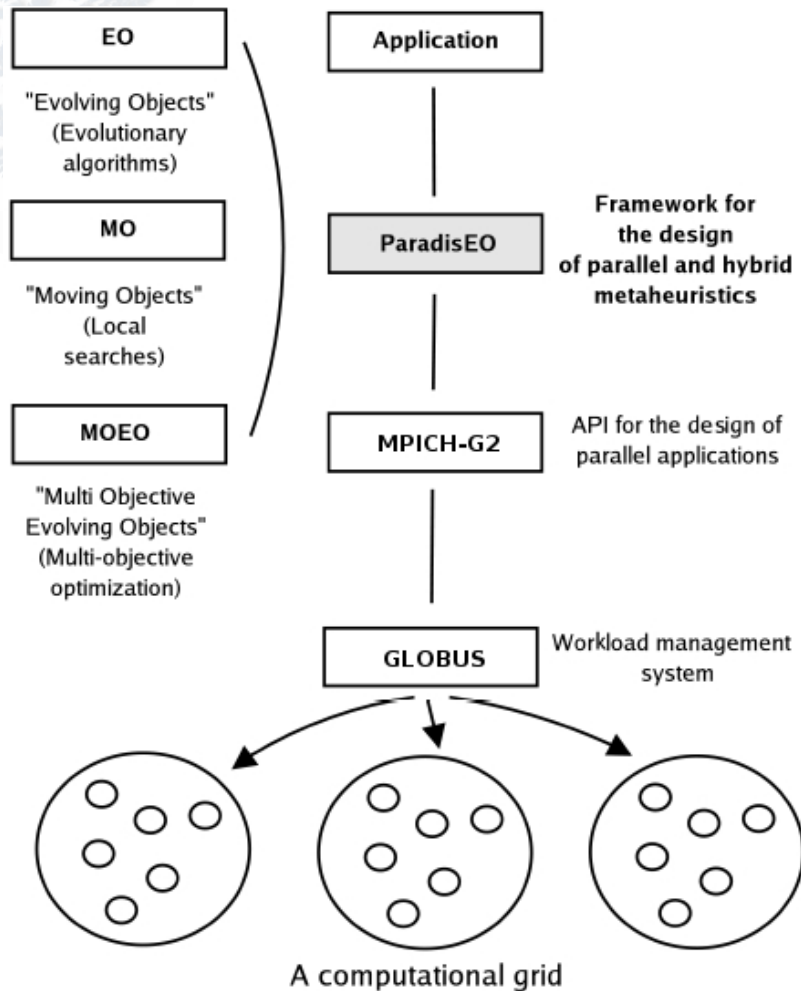 EO
"Evolving Objects"
(Evolutionary
algorithms)
MO
"Moving Objects"
(Local
searches)
MOEO
"Multi Objective
Evolving Objects"
(Multi-objective
optimization)
Application
ParadisEO
Framework for
the design
of parallel and hybrid
metaheuristics
MPICH-G2
API for the design of
parallel applications
GLOBUS
Workload management
system
A computational grid